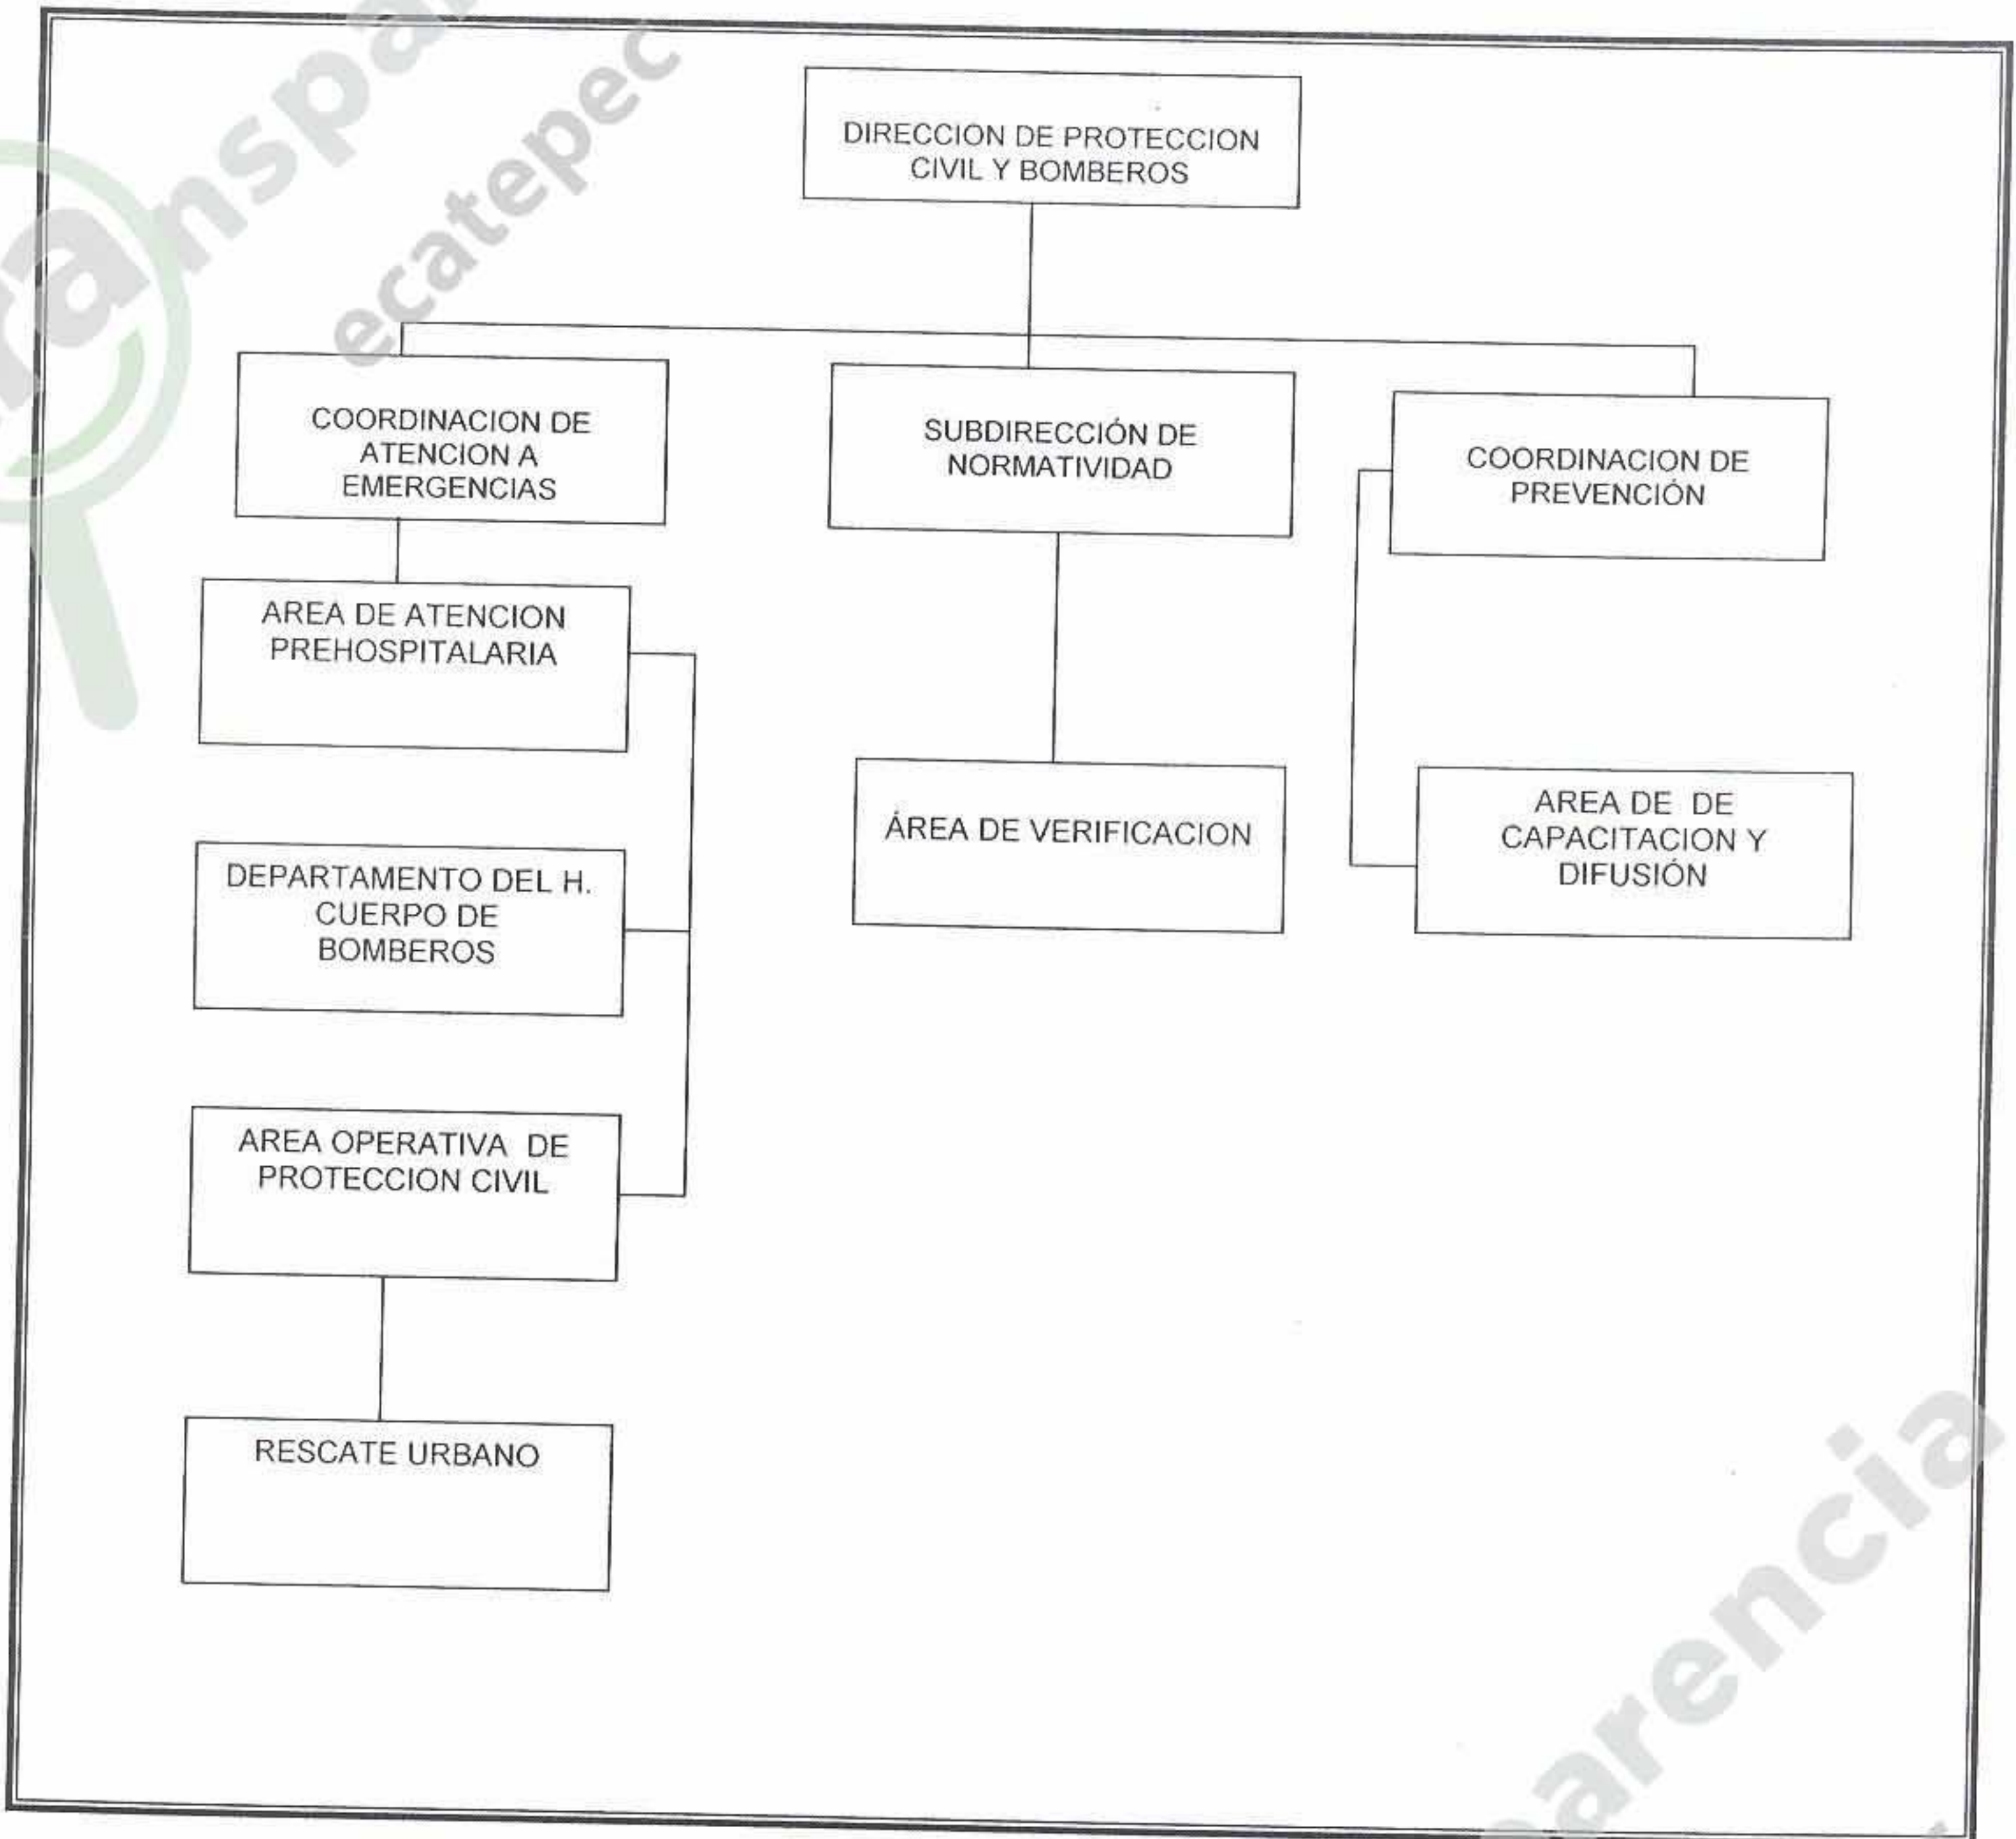 ecatepec
DIRECCION DE PROTECCION
CIVIL Y BOMBEROS
COORDINACION DE
ATENCION A
EMERGENCIAS
SUBDIRECCIÓN DE
NORMATIVIDAD
COORDINACION DE
PREVENCIÓN
AREA DE ATENCION
PREHOSPITALARIA
ÁREA DE VERIFICACION
AREA DE  DE
CAPACITACION Y
DIFUSIÓN
DEPARTAMENTO DEL H.
CUERPO DE
BOMBEROS
AREA OPERATIVA  DE
PROTECCION CIVIL
RESCATE URBANO